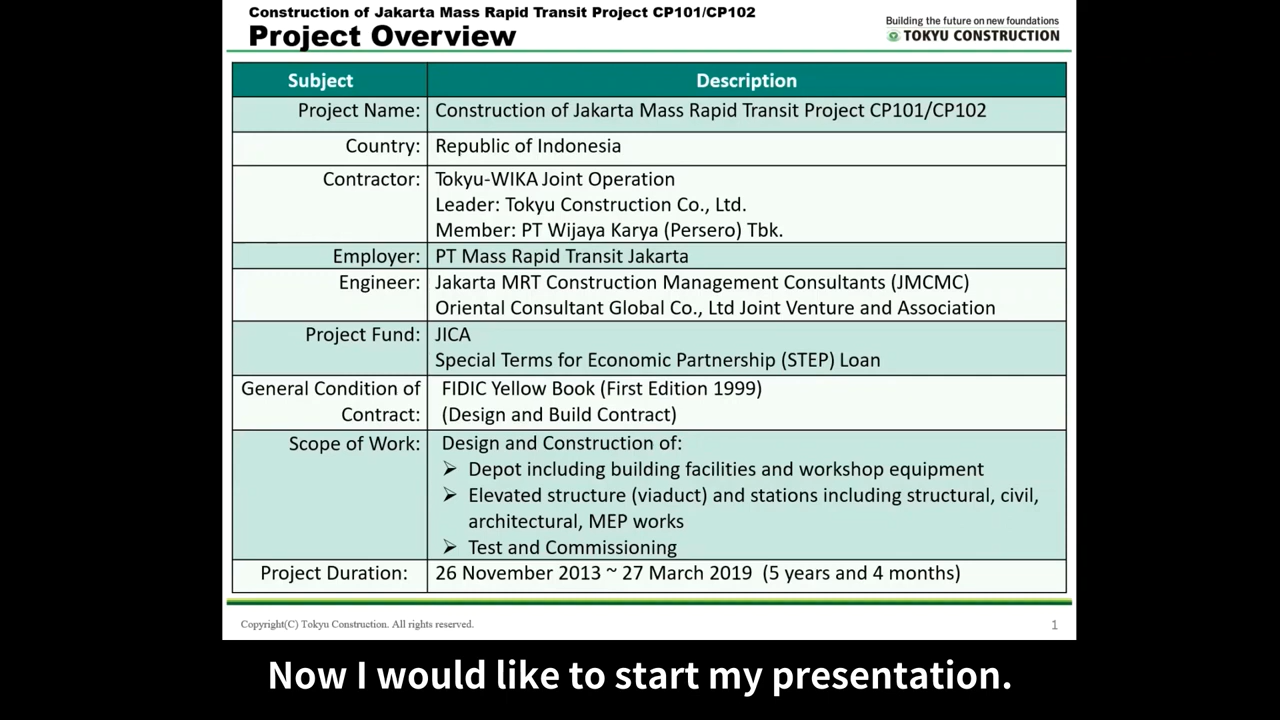 Construction of Jakarta Mass Rapid Transit Project CP101/CP102
Project Overview
Building the future on new foundations
TOKYU CONSTRUCTION
Subject Description
Project Name: Construction of Jakarta Mass Rapid Transit Project CP101/CP102
Country: Republic of Indonesia
Contractor: Tokyu-WIKA Joint Operation
Leader: Tokyu Construction Co., Ltd.
Member: PT Wijaya Karya (Persero) Tbk.
Employer: PT Mass Rapid Transit Jakarta
Engineer: Jakarta MRT Construction Management Consultants (JMCMC)
Oriental Consultant Global Co., Ltd Joint Venture and Association
Project Fund: JICA
Special Terms for Economic Partnership (STEP) Loan
General Condition of FIDIC Yellow Book (First Edition 1999)
Contract: (Design and Build Contract)
Scope of Work: Design and Construction of:
➢ Depot including building facilities and workshop equipment
➢ Elevated structure (viaduct) and stations including structural, civil,
architectural, MEP works
➢ Test and Commissioning
Project Duration: 26 November 2013 ~ 27 March 2019 (5 years and 4 months)
Copyright(C) Tokyu Construction. All rights reserved.
1
Now I would like to start my presentation.